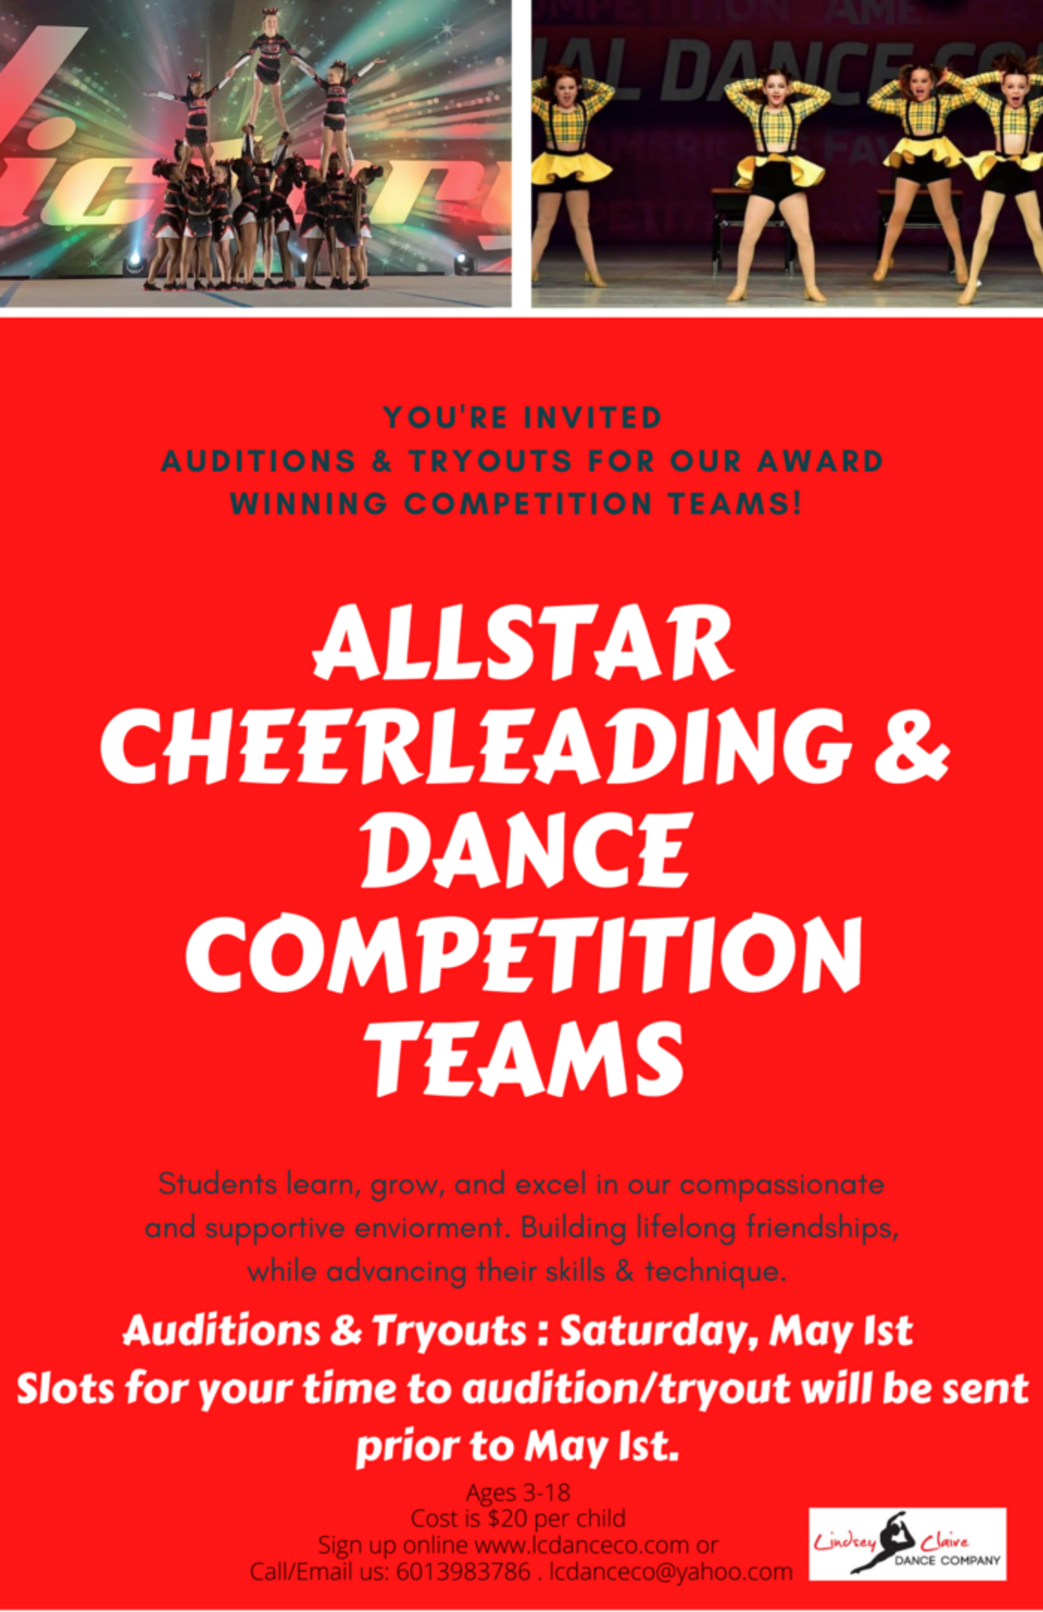 Victory
AL DANCE CO
YOU'RE INVITED
AUDITIONS & TRYOUTS FOR OUR AWARD
WINNING COMPETITION TEAMS!
ALLSTAR
CHEERLEADING &
DANCE
COMPETITION
TEAMS
Students learn, grow, and excel in our compassionate
and supportive enviorment. Building lifelong friendships,
while advancing their skills & technique.
Auditions & Tryouts : Saturday, May 1st
Slots for your time to audition/tryout will be sent
prior to May 1st.
Ages 3-18
Cost is $20 per child
Sign up online www.lcdanceco.com or
Call/Email us: 6013983786 . lcdanceco@yahoo.com
Lindsey Claire
DANCE COMPANY